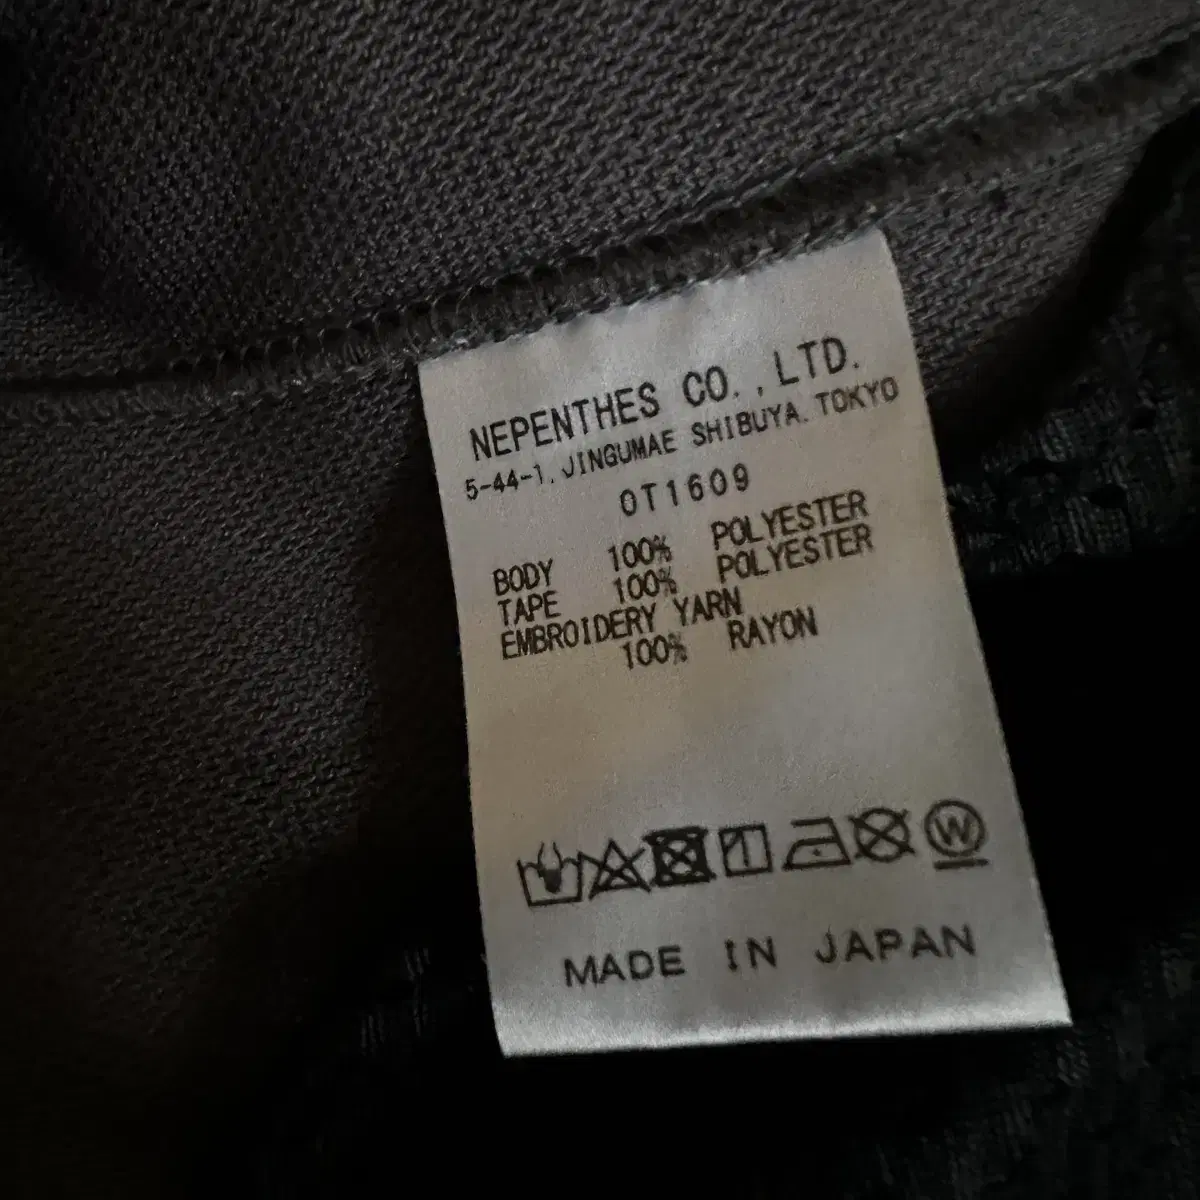 NEPENTHES CO.,LTD.
5-44-1.JINGUMAE SHIBUYA.TOKYO
OT1609
BODY 100% POLYESTER
TAPE 100% POLYESTER
EMBROIDERY YARN
100% RAYON
W
MADE IN JAPAN